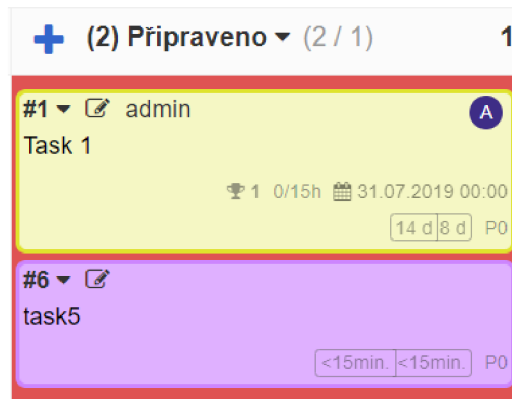 (2) Připraveno (2 / 1) 1
#1 admin A
Task 1
1 0/15h 31.07.2019 00:00
14 d 8 d P0
#6
task5
<15min. <15min. P0